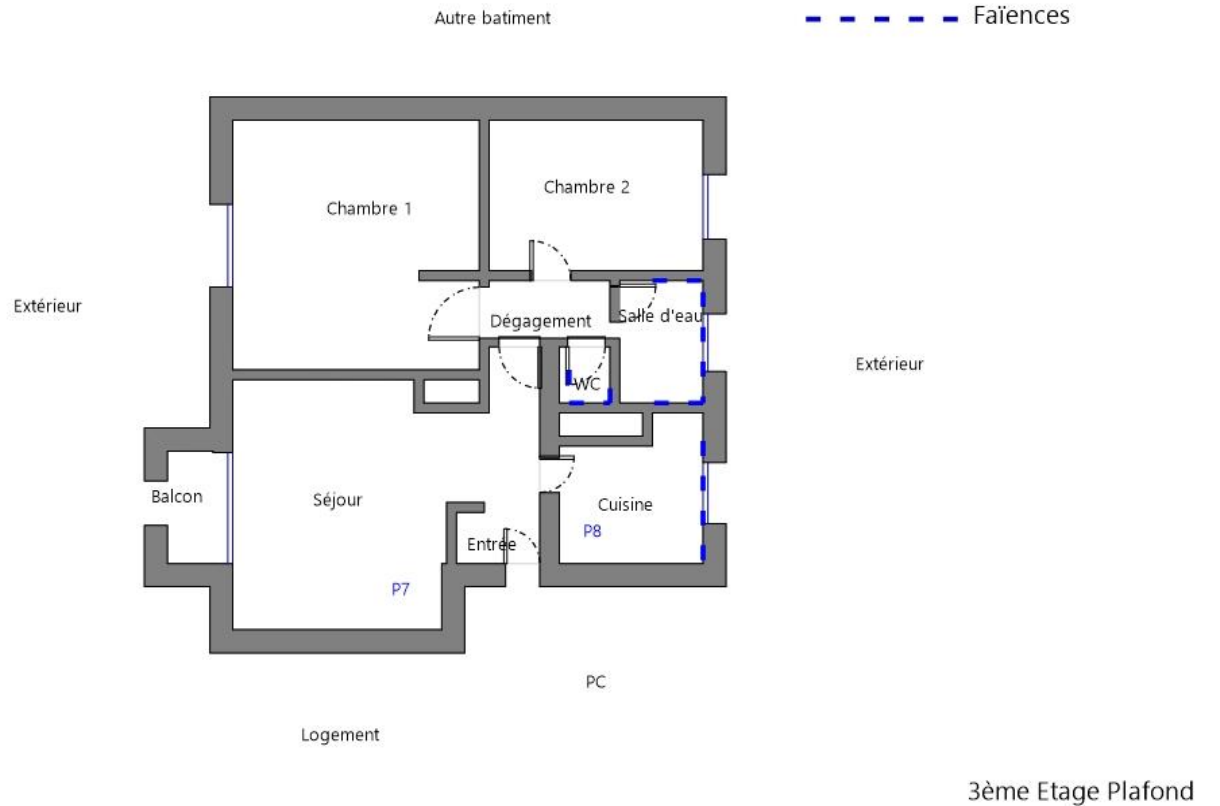 Autre batiment
Faïences
Chambre 2
Chambre 1
Extérieur
Salle d'eau
Dégagement
Extérieur
WC
Balcon
Séjour
Cuisine
P8
Entrée
P7
PC
Logement
3ème Etage Plafond